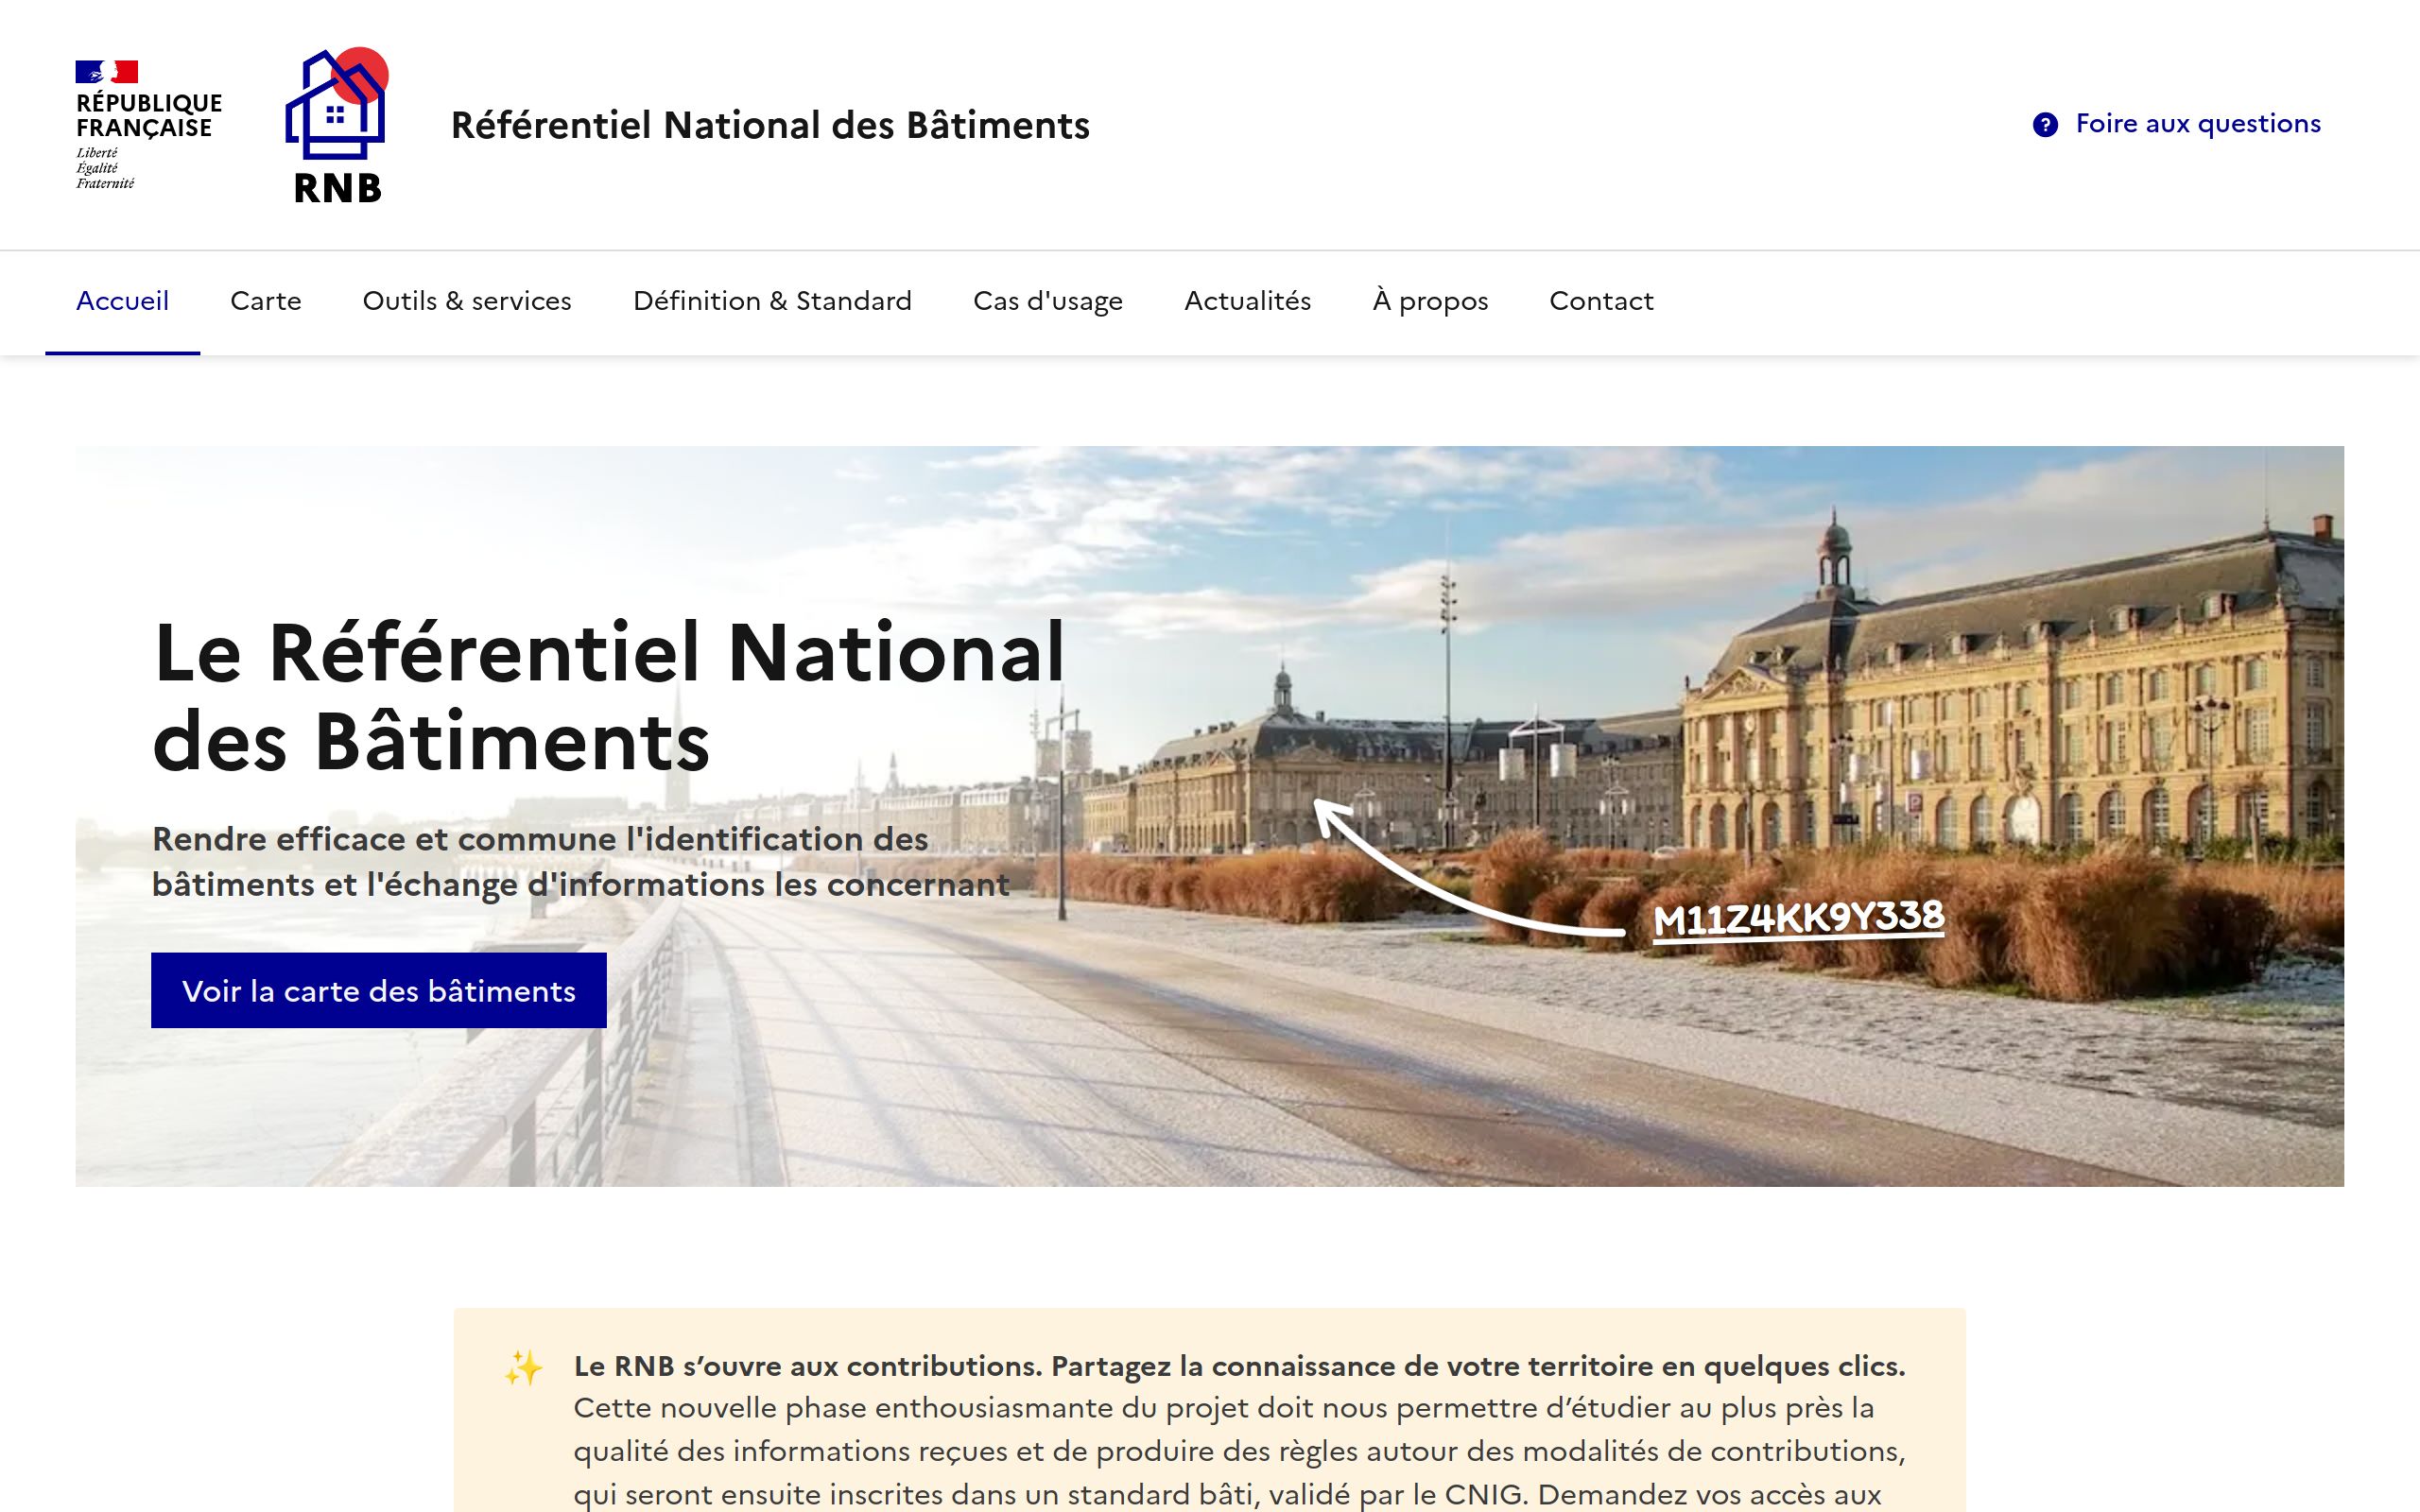 RÉPUBLIQUE
FRANÇAISE
Liberté
Égalité
Fraternité
RNB
Référentiel National des Bâtiments
Foire aux questions
Accueil Carte Outils & services Définition & Standard Cas d'usage Actualités À propos Contact
Le Référentiel National
des Bâtiments
Rendre efficace et commune l'identification des
bâtiments et l'échange d'informations les concernant
M11Z4KK9Y338
Voir la carte des bâtiments
Le RNB s’ouvre aux contributions. Partagez la connaissance de votre territoire en quelques clics.
Cette nouvelle phase enthousiasmante du projet doit nous permettre d’étudier au plus près la
qualité des informations reçues et de produire des règles autour des modalités de contributions,
qui seront ensuite inscrites dans un standard bâti, validé par le CNIG. Demandez vos accès aux